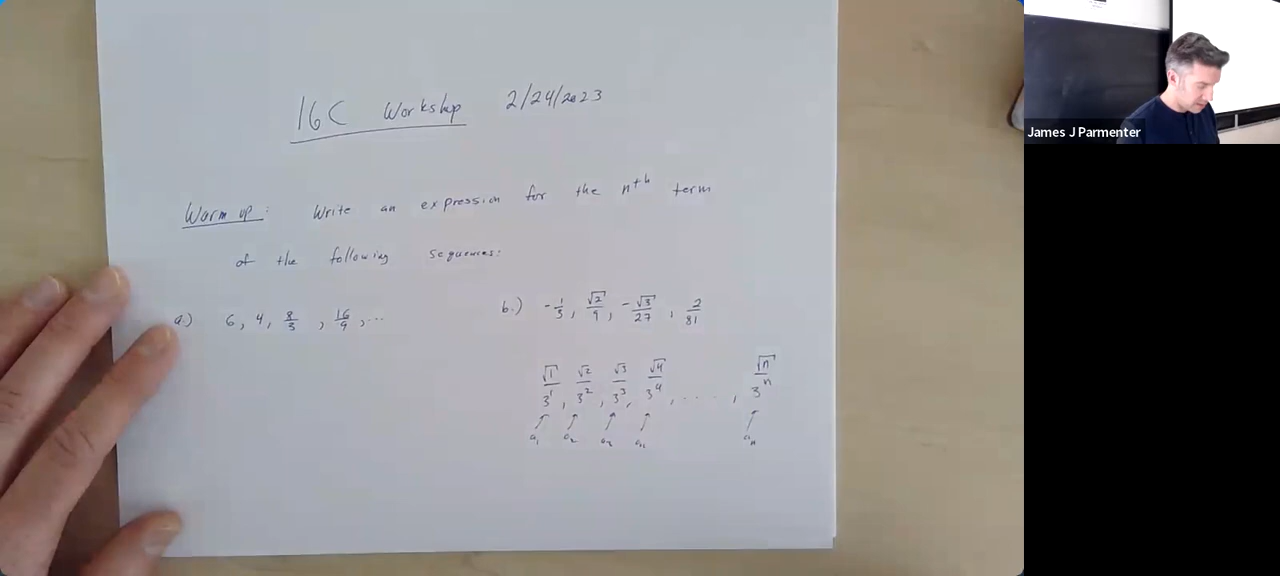 16C Workshop 2/24/2023
Warm up: Write an expression for the nth term
of the following sequences:
a.) 6, 4, 8/3, 16/9, ...
b.) -1/3, √2/9, -√3/27, 2/81
√1/3^1, √2/3^2, √3/3^3, √4/3^4, ...., √n/3^n
a1 a2 a3 a4 an
James J Parmenter